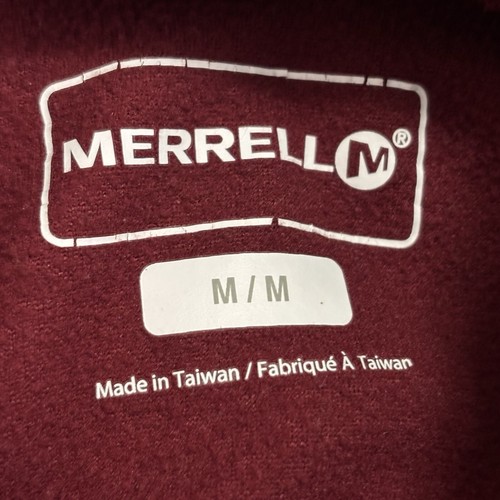 MERRELL M®
M / M
Made in Taiwan / Fabriqué À Taiwan